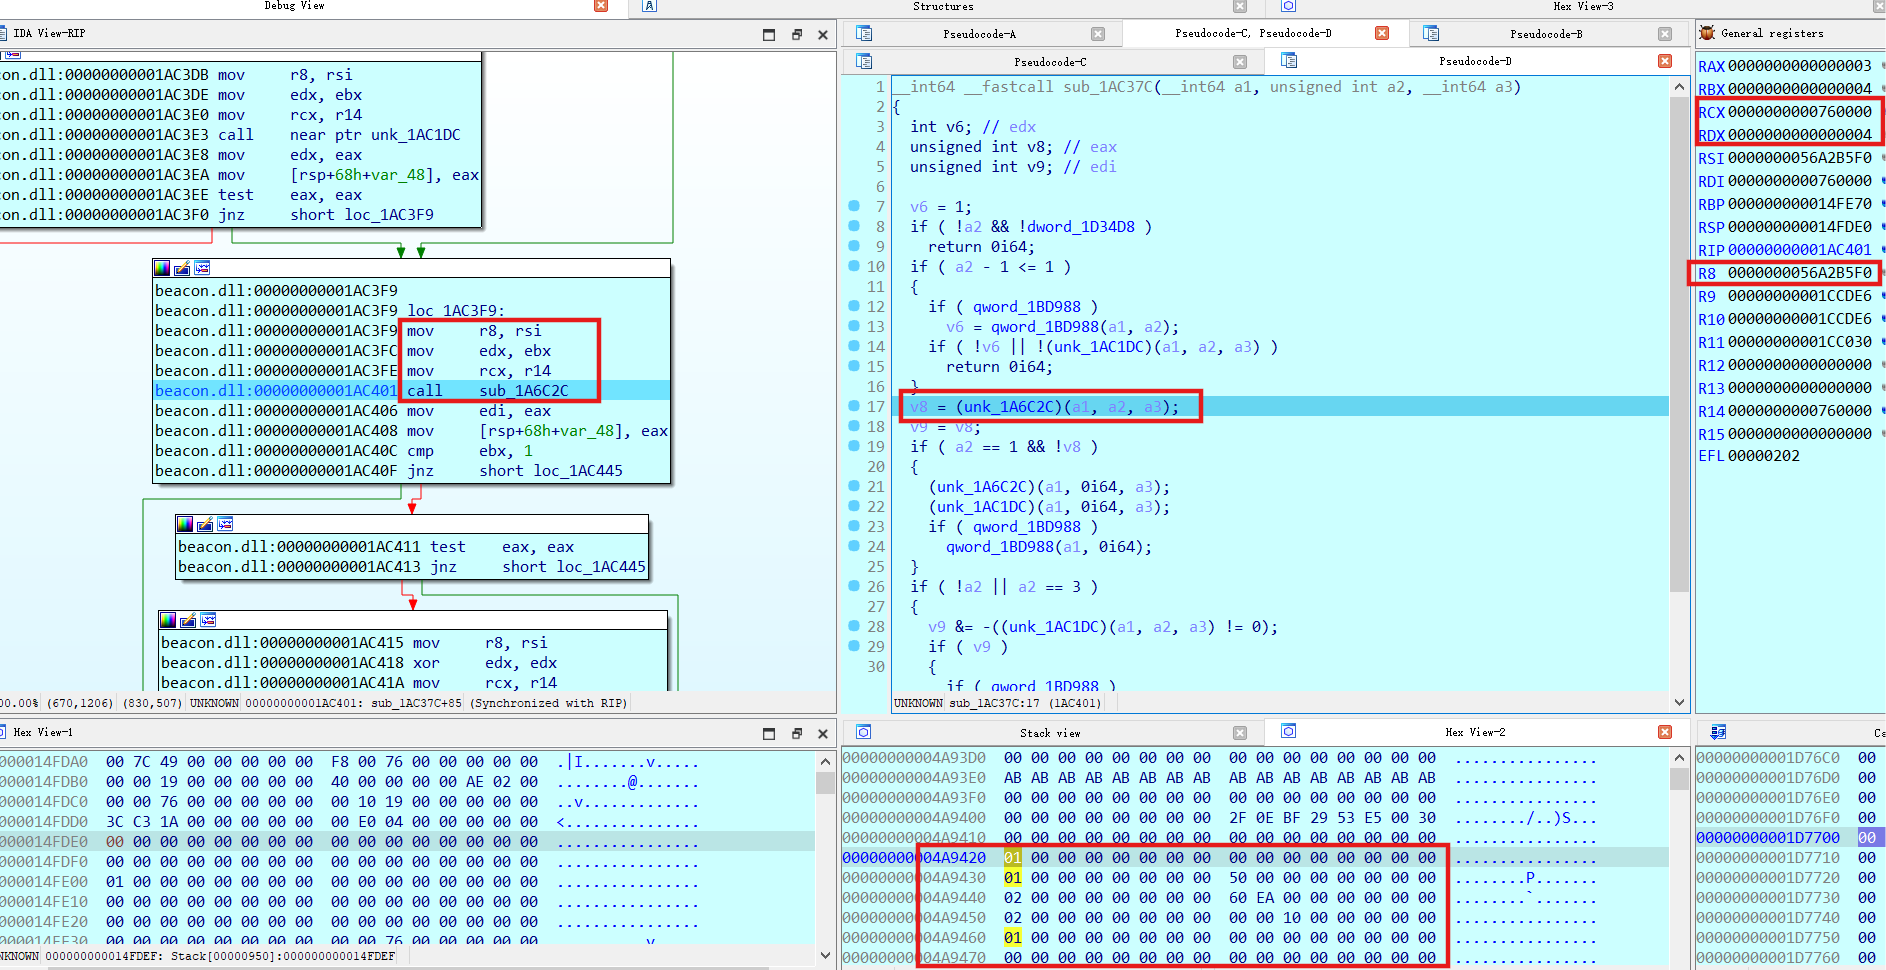 Debug View
Structures
Hex View-3
IDA View-RIP
Pseudocode-A
Pseudocode-C, Pseudocode-D
Pseudocode-B
General registers
Pseudocode-C
Pseudocode-D
con.dll:00000000001AC3DB mov r8, rsi
con.dll:00000000001AC3DE mov edx, ebx
con.dll:00000000001AC3E0 mov rcx, r14
con.dll:00000000001AC3E3 call near ptr unk_1AC1DC
con.dll:00000000001AC3E8 mov edx, eax
con.dll:00000000001AC3EA mov [rsp+68h+var_48], eax
con.dll:00000000001AC3EE test eax, eax
con.dll:00000000001AC3F0 jnz short loc_1AC3F9
beacon.dll:00000000001AC3F9
beacon.dll:00000000001AC3F9 loc_1AC3F9:
beacon.dll:00000000001AC3F9 mov r8, rsi
beacon.dll:00000000001AC3FC mov edx, ebx
beacon.dll:00000000001AC3FE mov rcx, r14
beacon.dll:00000000001AC401 call sub_1A6C2C
beacon.dll:00000000001AC406 mov edi, eax
beacon.dll:00000000001AC408 mov [rsp+68h+var_48], eax
beacon.dll:00000000001AC40C cmp ebx, 1
beacon.dll:00000000001AC40F jnz short loc_1AC445
beacon.dll:00000000001AC411 test eax, eax
beacon.dll:00000000001AC413 jnz short loc_1AC445
beacon.dll:00000000001AC415 mov r8, rsi
beacon.dll:00000000001AC418 xor edx, edx
beacon.dll:00000000001AC41A mov rcx, r14
00.00% (670,1206) (830,507) UNKNOWN 00000000001AC401: sub_1AC37C+85 (Synchronized with RIP)
1 __int64 __fastcall sub_1AC37C(__int64 a1, unsigned int a2, __int64 a3)
2 {
3 int v6; // edx
4 unsigned int v8; // eax
5 unsigned int v9; // edi
6
7 v6 = 1;
8 if ( !a2 && !dword_1D34D8 )
9 return 0i64;
10 if ( a2 - 1 <= 1 )
11 {
12 if ( qword_1BD988 )
13 v6 = qword_1BD988(a1, a2);
14 if ( !v6 || !(unk_1AC1DC)(a1, a2, a3) )
15 return 0i64;
16 }
17 v8 = (unk_1A6C2C)(a1, a2, a3);
18 v9 = v8;
19 if ( a2 == 1 && !v8 )
20 {
21 (unk_1A6C2C)(a1, 0i64, a3);
22 (unk_1AC1DC)(a1, 0i64, a3);
23 if ( qword_1BD988 )
24 qword_1BD988(a1, 0i64);
25 }
26 if ( !a2 || a2 == 3 )
27 {
28 v9 &= -((unk_1AC1DC)(a1, a2, a3) != 0);
29 if ( v9 )
30 {
if ( qword_1BD988 )
UNKNOWN sub_1AC37C:17 (1AC401)
RAX 0000000000000003
RBX 0000000000000004
RCX 0000000000760000
RDX 0000000000000004
RSI 0000000056A2B5F0
RDI 0000000000760000
RBP 000000000014FE70
RSP 000000000014FDE0
RIP 00000000001AC401
R8 0000000056A2B5F0
R9 00000000001CCDE6
R10 00000000001CCDE6
R11 00000000001CC030
R12 0000000000000000
R13 0000000000000000
R14 0000000000760000
R15 0000000000000000
EFL 00000202
Hex View-1
000014FDA0 00 7C 49 00 00 00 00 00 F8 00 76 00 00 00 00 00 .|I.......v.....
000014FDB0 00 00 19 00 00 00 00 00 40 00 00 00 00 AE 02 00 ........@.......
000014FDC0 00 00 76 00 00 00 00 00 00 10 19 00 00 00 00 00 ..v.............
000014FDD0 3C C3 1A 00 00 00 00 00 00 E0 04 00 00 00 00 00 <...............
000014FDE0 00 00 00 00 00 00 00 00 00 00 00 00 00 00 00 00 ................
000014FDF0 00 00 00 00 00 00 00 00 00 00 00 00 00 00 00 00 ................
000014FE00 01 00 00 00 00 00 00 00 00 00 00 00 00 00 00 00 ................
000014FE10 00 00 00 00 00 00 00 00 00 00 00 00 00 00 00 00 ................
000014FE20 00 00 00 00 00 00 00 00 00 00 00 00 00 00 00 00 ................
000014FE30 00 00 00 00 00 00 00 00 00 00 76 00 00 00 00 00 ..........v.....
NKNOWN 000000000014FDEF: Stack[00000950]:000000000014FDEF
Stack view
Hex View-2
00000000004A93D0 00 00 00 00 00 00 00 00 00 00 00 00 00 00 00 00 ................
00000000004A93E0 AB AB AB AB AB AB AB AB AB AB AB AB AB AB AB AB ................
00000000004A93F0 00 00 00 00 00 00 00 00 00 00 00 00 00 00 00 00 ................
00000000004A9400 00 00 00 00 00 00 00 00 2F 0E BF 29 53 E5 00 30 ......../..)S...
00000000004A9410 00 00 00 00 00 00 00 00 00 00 00 00 00 00 00 00 ................
00000000004A9420 01 00 00 00 00 00 00 00 00 00 00 00 00 00 00 00 ................
00000000004A9430 01 00 00 00 00 00 00 00 50 00 00 00 00 00 00 00 ........P.......
00000000004A9440 02 00 00 00 00 00 00 00 60 EA 00 00 00 00 00 00 ........`.......
00000000004A9450 02 00 00 00 00 00 00 00 00 00 10 00 00 00 00 00 ................
00000000004A9460 01 00 00 00 00 00 00 00 00 00 00 00 00 00 00 00 ................
00000000004A9470 00 00 00 00 00 00 00 00 00 00 00 00 00 00 00 00 ................
00000000001D76C0 00
00000000001D76D0 00
00000000001D76E0 00
00000000001D76F0 00
00000000001D7700 00
00000000001D7710 00
00000000001D7720 00
00000000001D7730 00
00000000001D7740 00
00000000001D7750 00
00000000001D7760 00